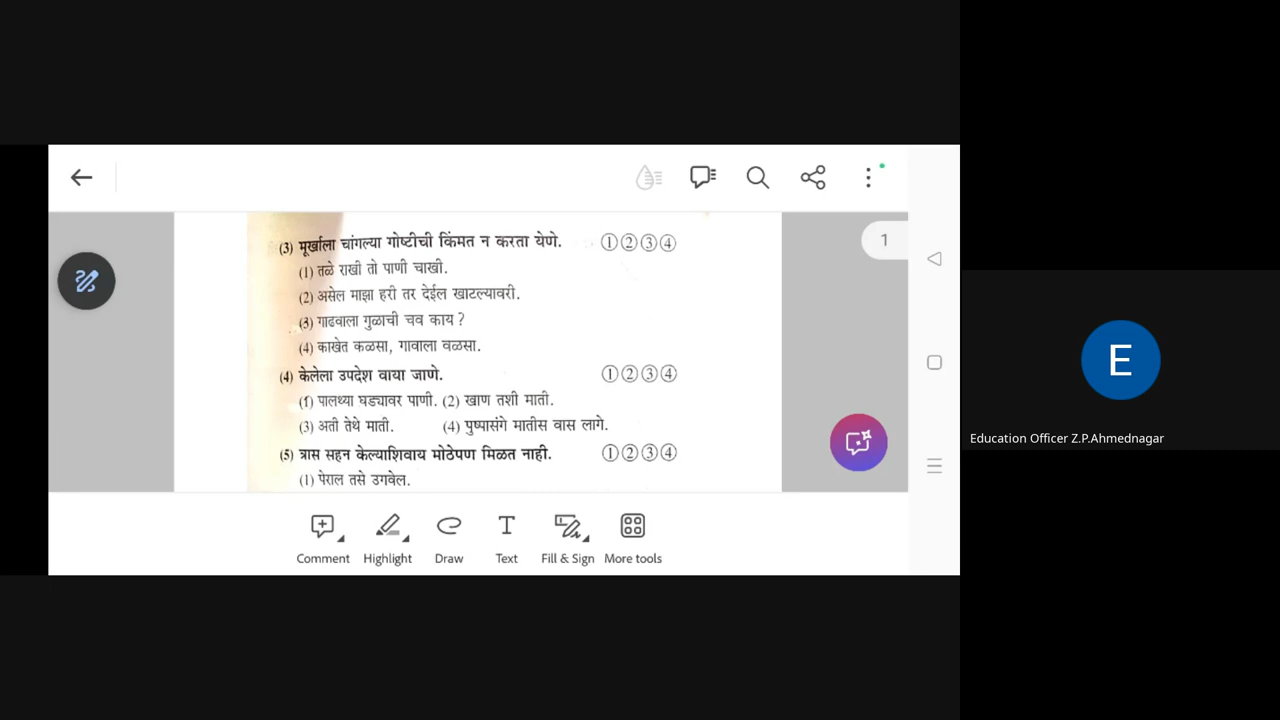 1
(3) मूर्खाला चांगल्या गोष्टीची किंमत न करता येणे. ①②③④
(1) तळे राखी तो पाणी चाखी.
(2) असेल माझा हरी तर देईल खाटल्यावरी.
(3) गाढवाला गुळाची चव काय ?
(4) काखेत कळसा, गावाला वळसा.
(4) केलेला उपदेश वाया जाणे. ①②③④
(1) पालथ्या घड्यावर पाणी. (2) खाण तशी माती.
(3) अती तेथे माती. (4) पुष्पासंगे मातीस वास लागे.
(5) त्रास सहन केल्याशिवाय मोठेपण मिळत नाही. ①②③④
(1) पेराल तसे उगवेल.
Comment Highlight Draw Text Fill & Sign More tools
E
Education Officer Z.P.Ahmednagar